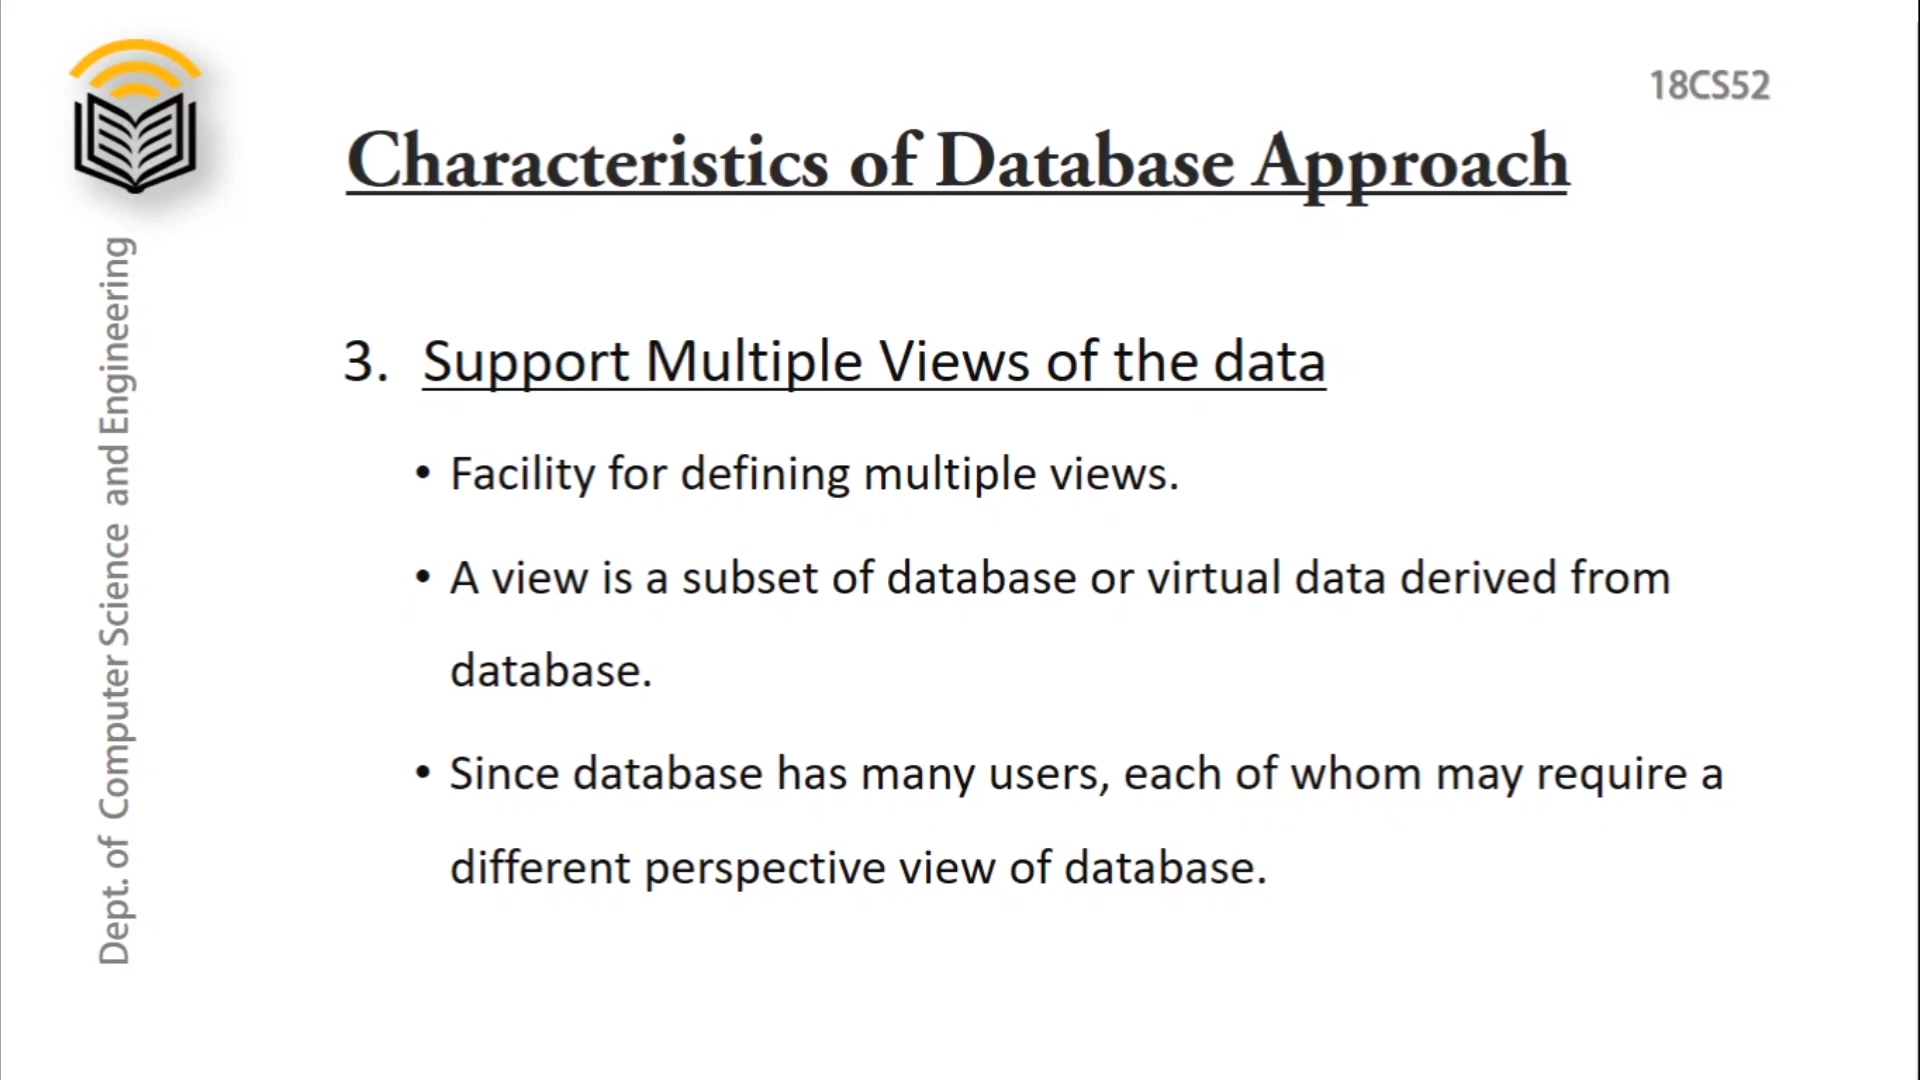 18CS52
Characteristics of Database Approach
3. Support Multiple Views of the data
• Facility for defining multiple views.
• A view is a subset of database or virtual data derived from
database.
• Since database has many users, each of whom may require a
different perspective view of database.
Dept. of Computer Science and Engineering